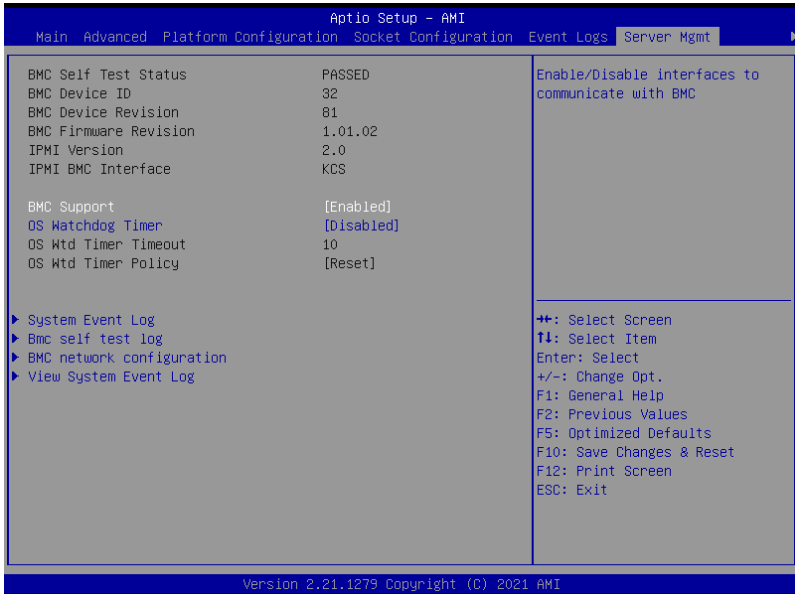 Aptio Setup – AMI
Main Advanced Platform Configuration Socket Configuration Event Logs Server Mgmt
BMC Self Test Status PASSED
BMC Device ID 32
BMC Device Revision 81
BMC Firmware Revision 1.01.02
IPMI Version 2.0
IPMI BMC Interface KCS
BMC Support [Enabled]
OS Watchdog Timer [Disabled]
OS Wtd Timer Timeout 10
OS Wtd Timer Policy [Reset]
System Event Log
Bmc self test log
BMC network configuration
View System Event Log
Enable/Disable interfaces to
communicate with BMC
→←: Select Screen
↑↓: Select Item
Enter: Select
+/-: Change Opt.
F1: General Help
F2: Previous Values
F5: Optimized Defaults
F10: Save Changes & Reset
F12: Print Screen
ESC: Exit
Version 2.21.1279 Copyright (C) 2021 AMI